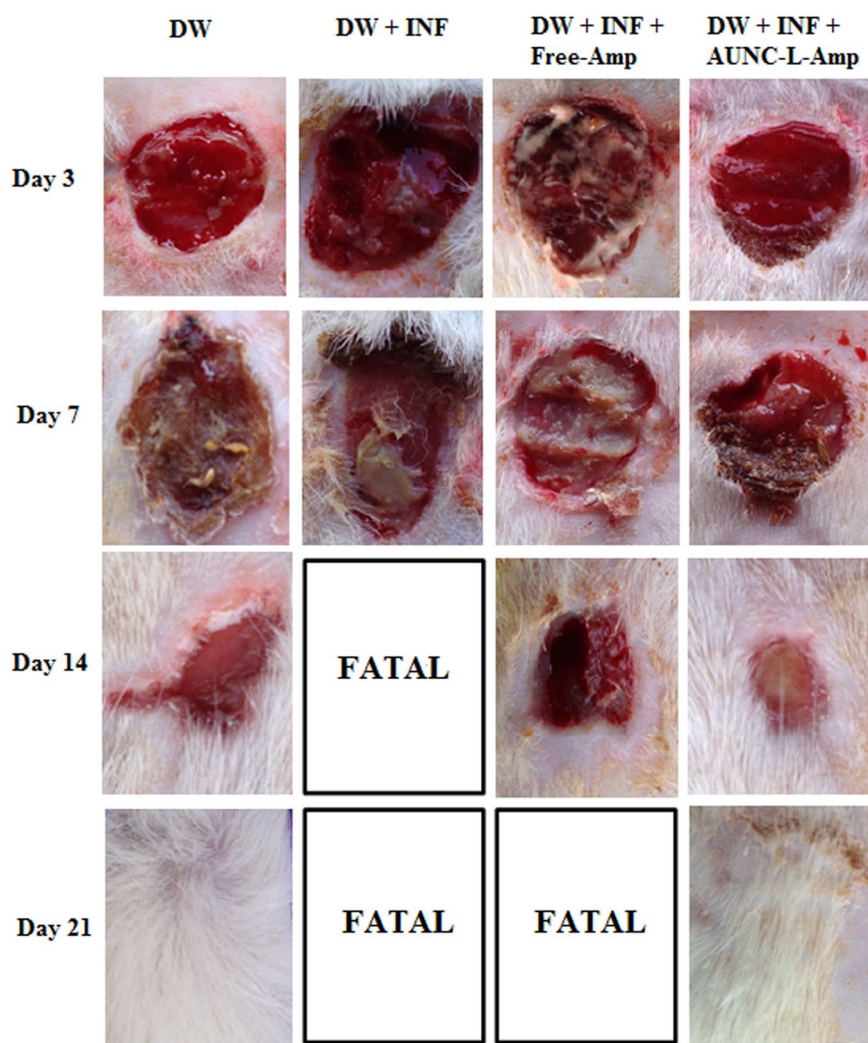 DW
DW + INF
DW + INF +
Free-Amp
DW + INF +
AUNC-L-Amp
Day 3
Day 7
Day 14
FATAL
Day 21
FATAL
FATAL